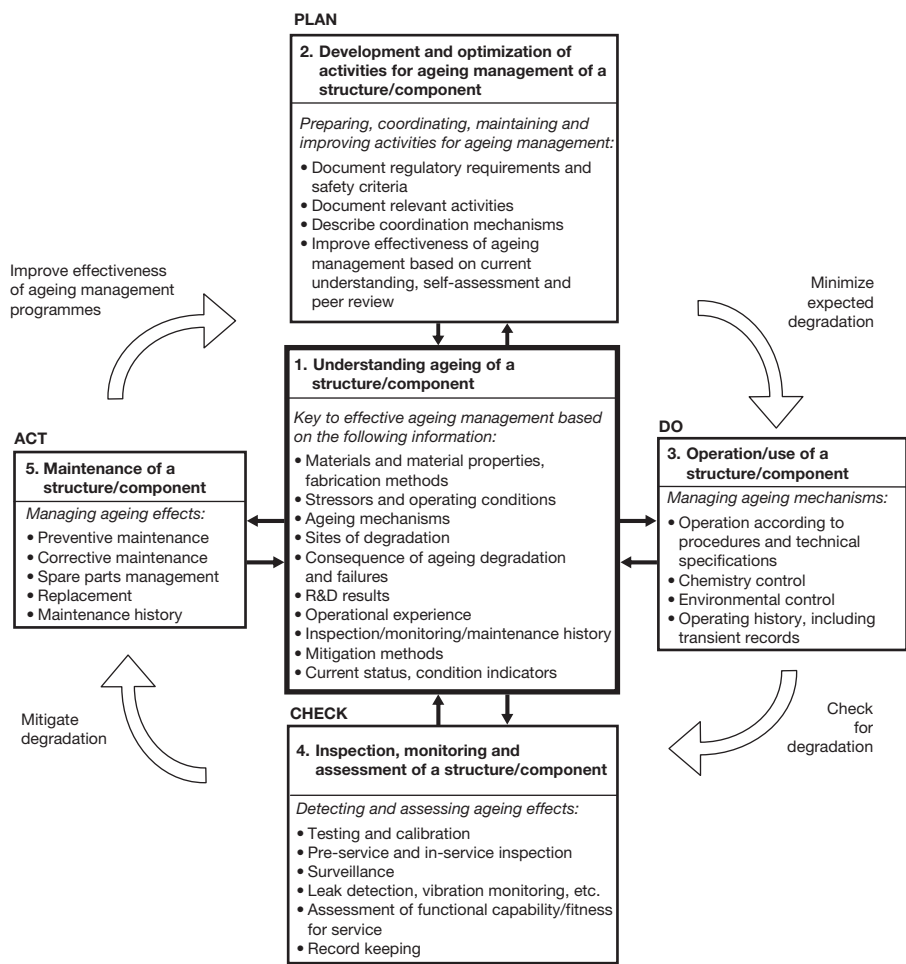 PLAN
2. Development and optimization of
activities for ageing management of a
structure/component
Preparing, coordinating, maintaining and
improving activities for ageing management:
• Document regulatory requirements and
safety criteria
• Document relevant activities
• Describe coordination mechanisms
• Improve effectiveness of ageing
management based on current
understanding, self-assessment and
peer review
Improve effectiveness
of ageing management
programmes
Minimize
expected
degradation
1. Understanding ageing of a
structure/component
Key to effective ageing management based
on the following information:
• Materials and material properties,
fabrication methods
• Stressors and operating conditions
• Ageing mechanisms
• Sites of degradation
• Consequence of ageing degradation
and failures
• R&D results
• Operational experience
• Inspection/monitoring/maintenance history
• Mitigation methods
• Current status, condition indicators
ACT
5. Maintenance of a
structure/component
Managing ageing effects:
• Preventive maintenance
• Corrective maintenance
• Spare parts management
• Replacement
• Maintenance history
DO
3. Operation/use of a
structure/component
Managing ageing mechanisms:
• Operation according to
procedures and technical
specifications
• Chemistry control
• Environmental control
• Operating history, including
transient records
Mitigate
degradation
Check
for
degradation
CHECK
4. Inspection, monitoring and
assessment of a structure/component
Detecting and assessing ageing effects:
• Testing and calibration
• Pre-service and in-service inspection
• Surveillance
• Leak detection, vibration monitoring, etc.
• Assessment of functional capability/fitness
for service
• Record keeping